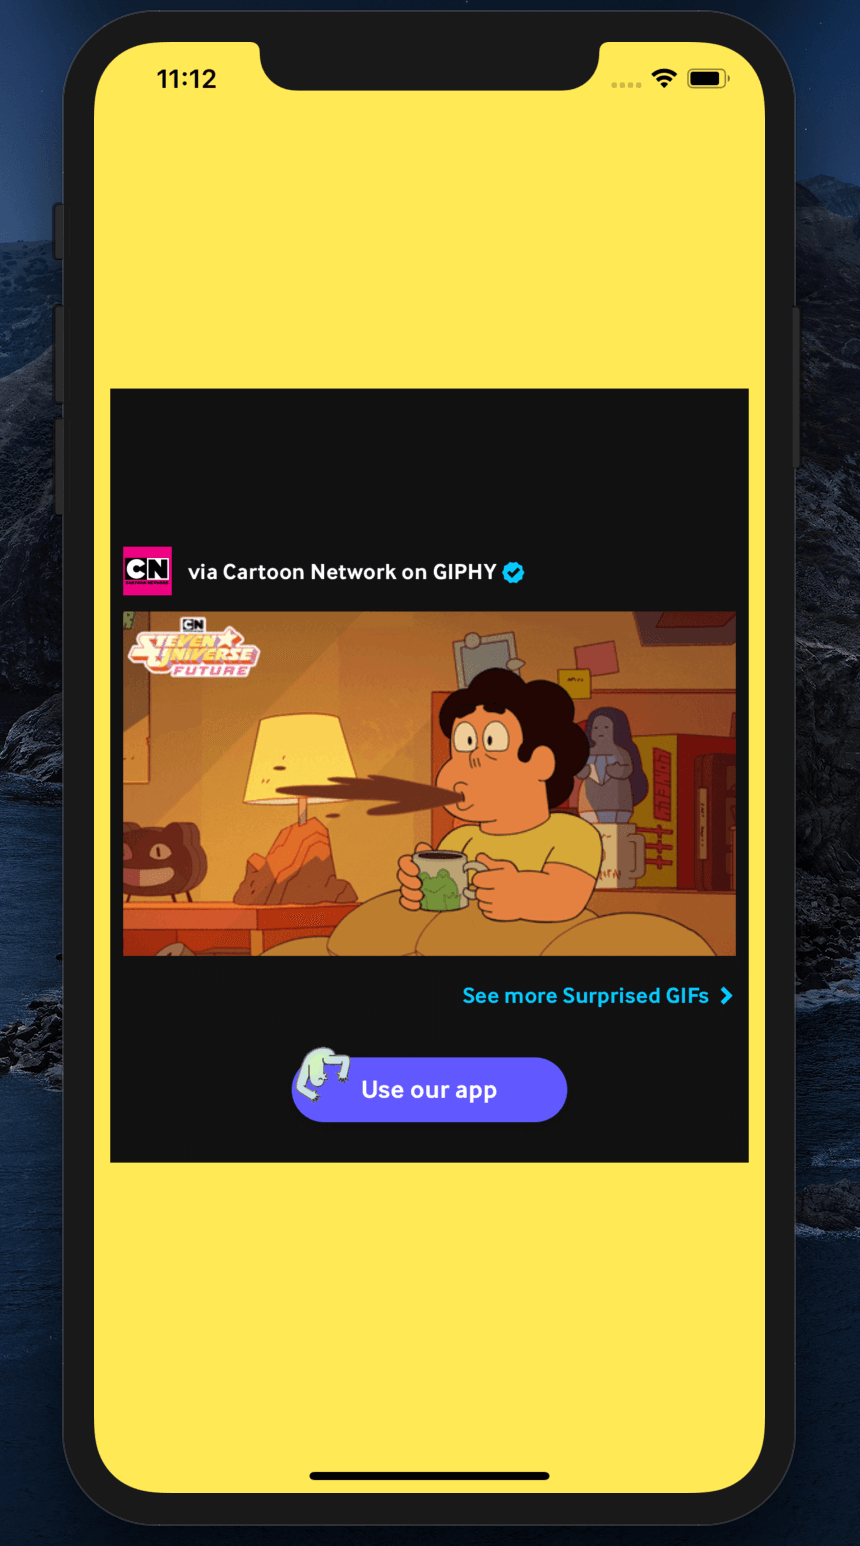 11:12
CN
via Cartoon Network on GIPHY
CN
STEVEN
UNIVERSE
FUTURE
See more Surprised GIFs
Use our app